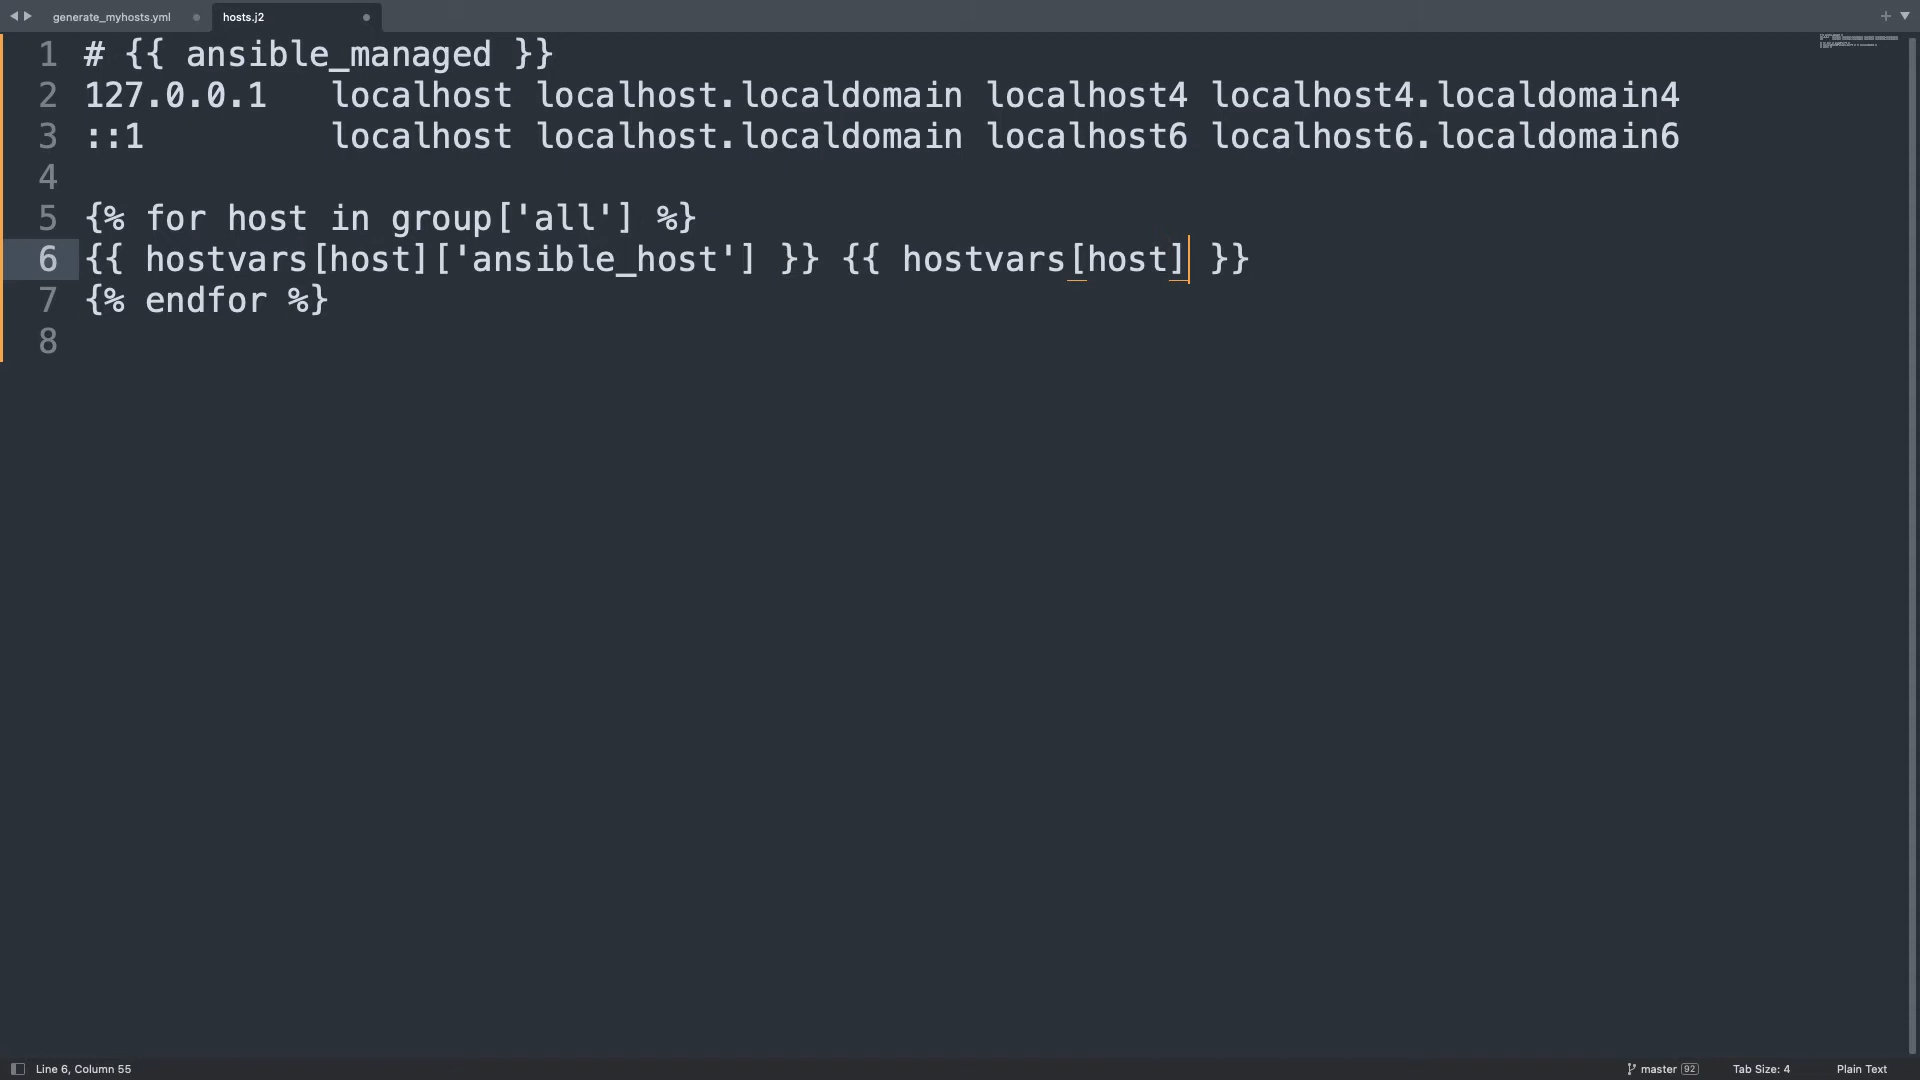 generate_myhosts.yml
hosts.j2
1 # {{ ansible_managed }}
2 127.0.0.1   localhost localhost.localdomain localhost4 localhost4.localdomain4
3 ::1         localhost localhost.localdomain localhost6 localhost6.localdomain6
4
5 {% for host in group['all'] %}
6 {{ hostvars[host]['ansible_host'] }} {{ hostvars[host] }}
7 {% endfor %}
8
Line 6, Column 55
master 92
Tab Size: 4
Plain Text